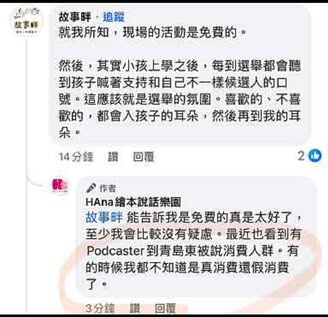 故事畔
故事畔・追蹤
就我所知，現場的活動是免費的。
然後，其實小孩上學之後，每到選舉都會聽
到孩子喊著支持和自己不一樣候選人的口
號。這應該就是選舉的氛圍。喜歡的、不喜
歡的，都會入孩子的耳朵，然後再到我的耳
朵。
14分鐘 讚 回覆 2
作者
HAna繪本說話樂園
故事畔 能告訴我是免費的真是太好了，
至少我會比較沒有疑慮。最近也看到有
Podcaster到青島東被說消費人群。有
的時候我都不知道是真消費還假消費
了。
3分鐘 讚 回覆